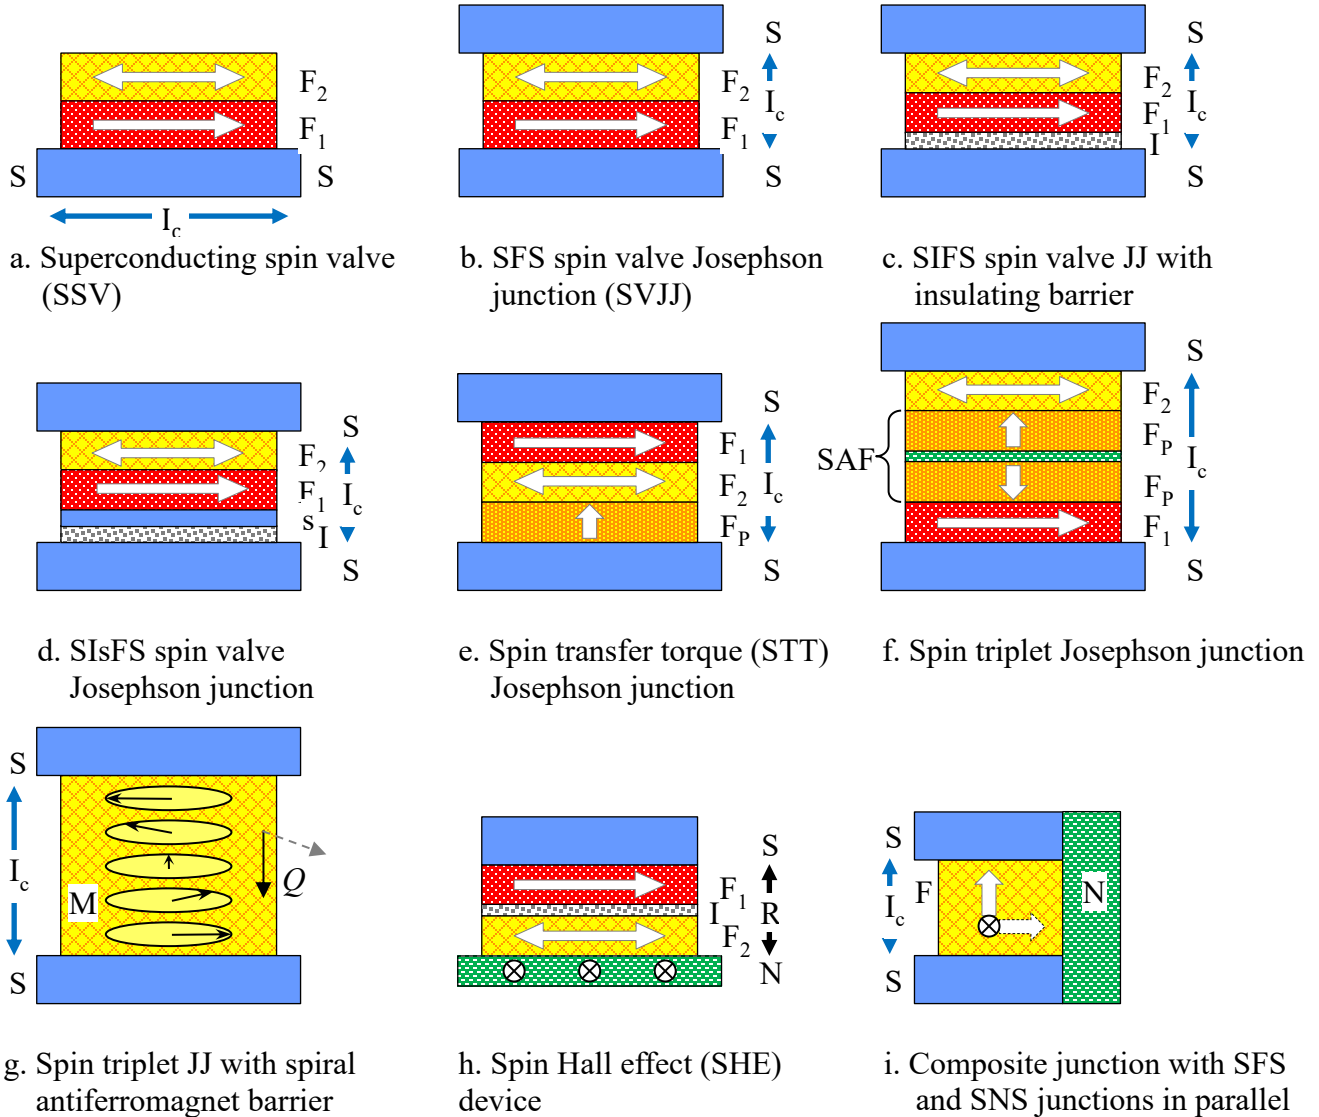 F2
F1
S
S
Ic
a. Superconducting spin valve
(SSV)
S
F2
Ic
F1
S
b. SFS spin valve Josephson
junction (SVJJ)
S
F2
Ic
F1
I
S
c. SIFS spin valve JJ with
insulating barrier
S
F2
F1
Ic
s
I
S
d. SIsFS spin valve
Josephson junction
S
F1
F2
Ic
FP
S
e. Spin transfer torque (STT)
Josephson junction
S
F2
FP
SAF
Ic
FP
F1
S
f. Spin triplet Josephson junction
S
Ic
M
Q
S
g. Spin triplet JJ with spiral
antiferromagnet barrier
S
F1
I
R
F2
N
h. Spin Hall effect (SHE)
device
S
F
N
Ic
S
i. Composite junction with SFS
and SNS junctions in parallel